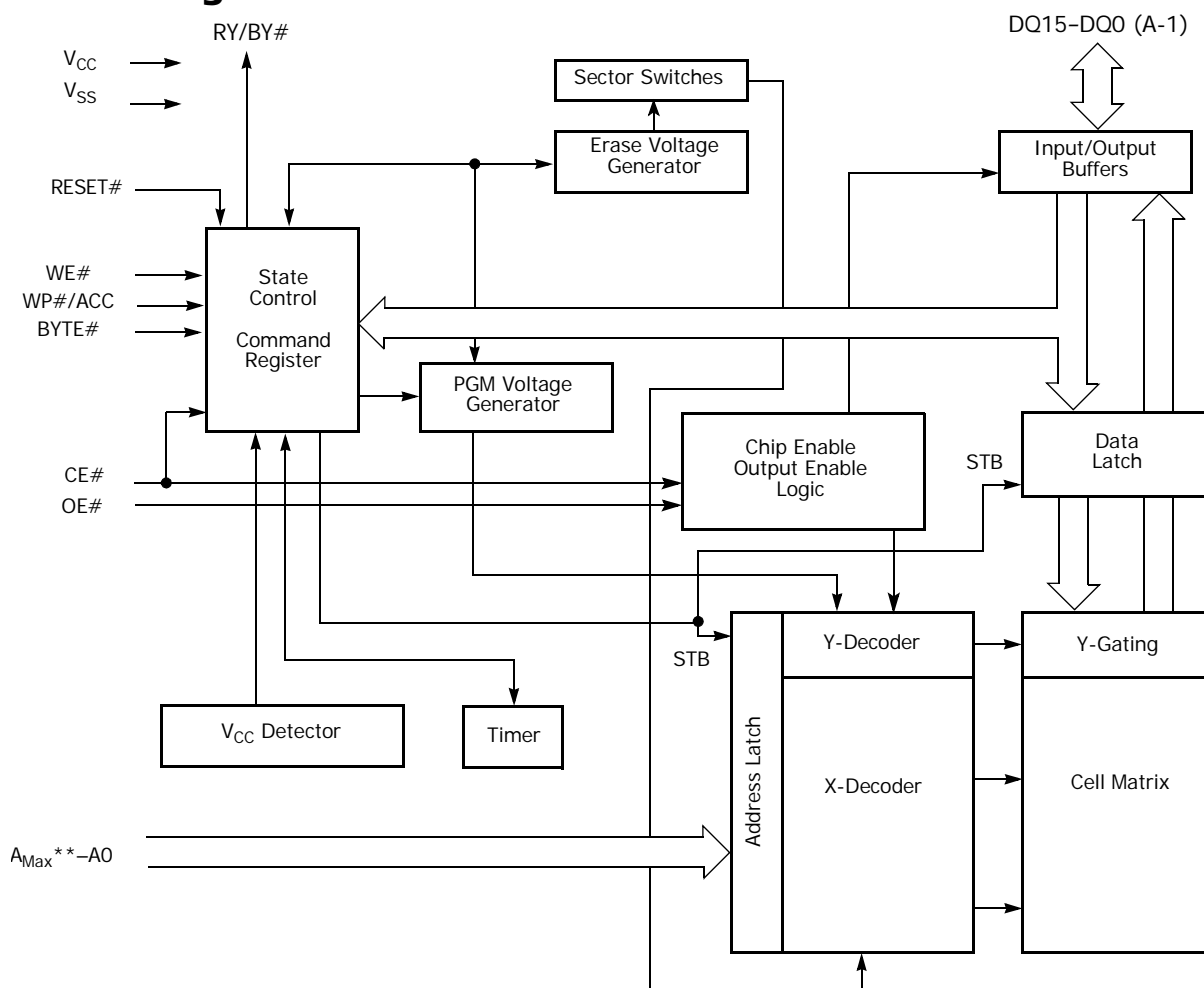 RY/BY#
DQ15–DQ0 (A-1)
VCC
VSS
Sector Switches
Erase Voltage
Generator
Input/Output
Buffers
RESET#
WE#
WP#/ACC
BYTE#
State
Control
Command
Register
PGM Voltage
Generator
Chip Enable
Output Enable
Logic
STB
Data
Latch
CE#
OE#
STB
Y-Decoder
Y-Gating
VCC Detector
Timer
Address Latch
X-Decoder
Cell Matrix
AMax**–A0